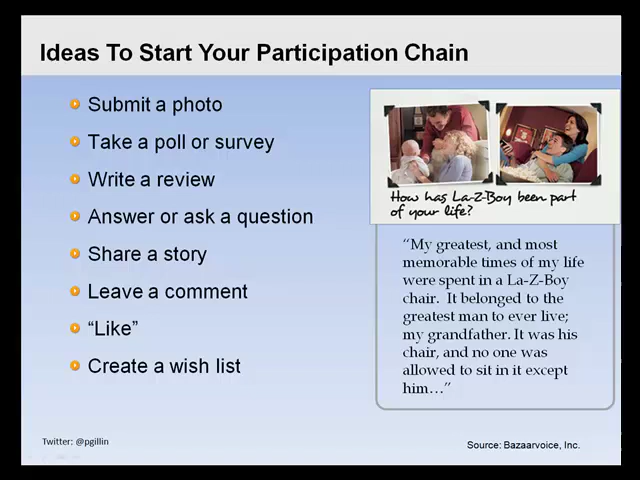 Ideas To Start Your Participation Chain
Submit a photo
Take a poll or survey
Write a review
Answer or ask a question
Share a story
Leave a comment
“Like”
Create a wish list
How has La-Z-Boy been part
of your life?
“My greatest, and most
memorable times of my life
were spent in a La-Z-Boy
chair.  It belonged to the
greatest man to ever live;
my grandfather. It was his
chair, and no one was
allowed to sit in it except
him…”
Twitter: @pgillin
Source: Bazaarvoice, Inc.